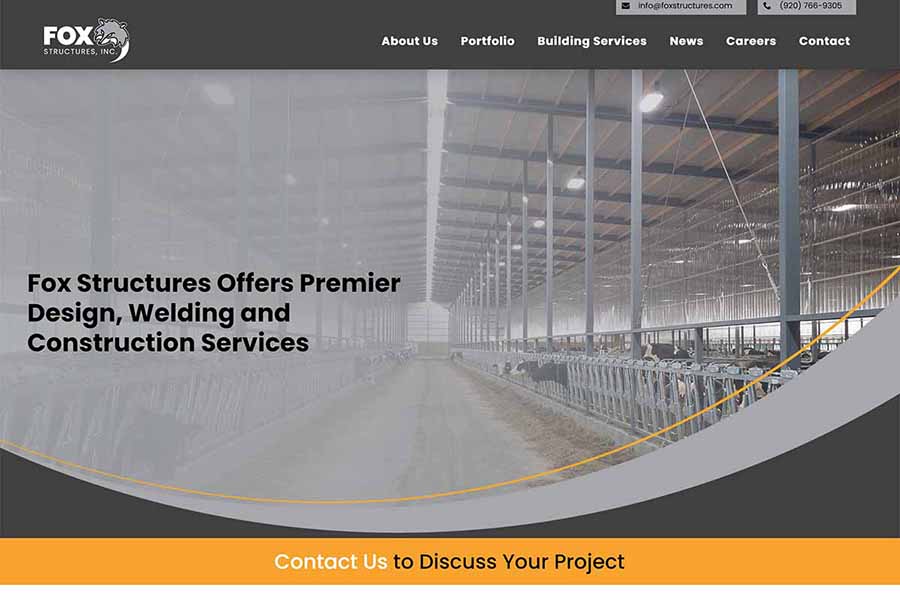 info@foxstructures.com (920) 766-9305
FOX
STRUCTURES, INC.
About Us Portfolio Building Services News Careers Contact
Fox Structures Offers Premier
Design, Welding and
Construction Services
Contact Us to Discuss Your Project